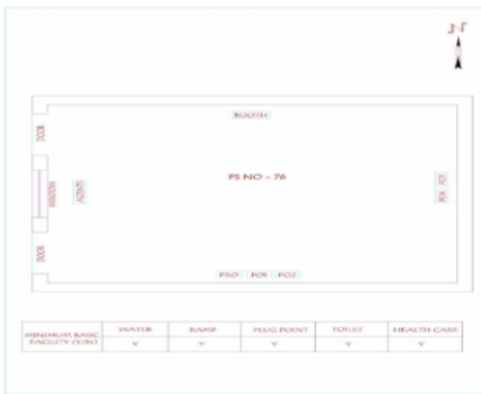 N
BOOTH
DOOR
PS NO - 76
WINDOW
AGENTS
DOOR
PRO PO1 PO2
MINIMUM BASIC FACILITY (Y/N) WATER RAMP PLUG POINT TOILET HEALTH CARE
Y Y Y Y Y